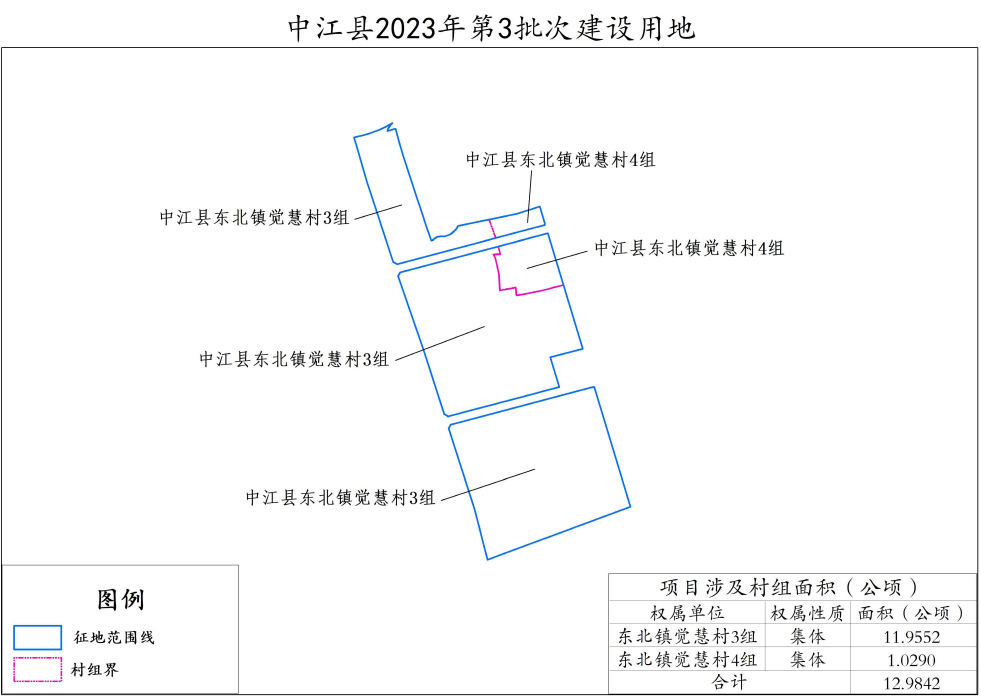 中江县2023年第3批次建设用地
中江县东北镇觉慧村4组
中江县东北镇觉慧村3组
中江县东北镇觉慧村4组
中江县东北镇觉慧村3组
中江县东北镇觉慧村3组
图例
征地范围线
村组界
项目涉及村组面积（公顷）
权属单位 权属性质 面积（公顷）
东北镇觉慧村3组 集体 11.9552
东北镇觉慧村4组 集体 1.0290
合计 12.9842